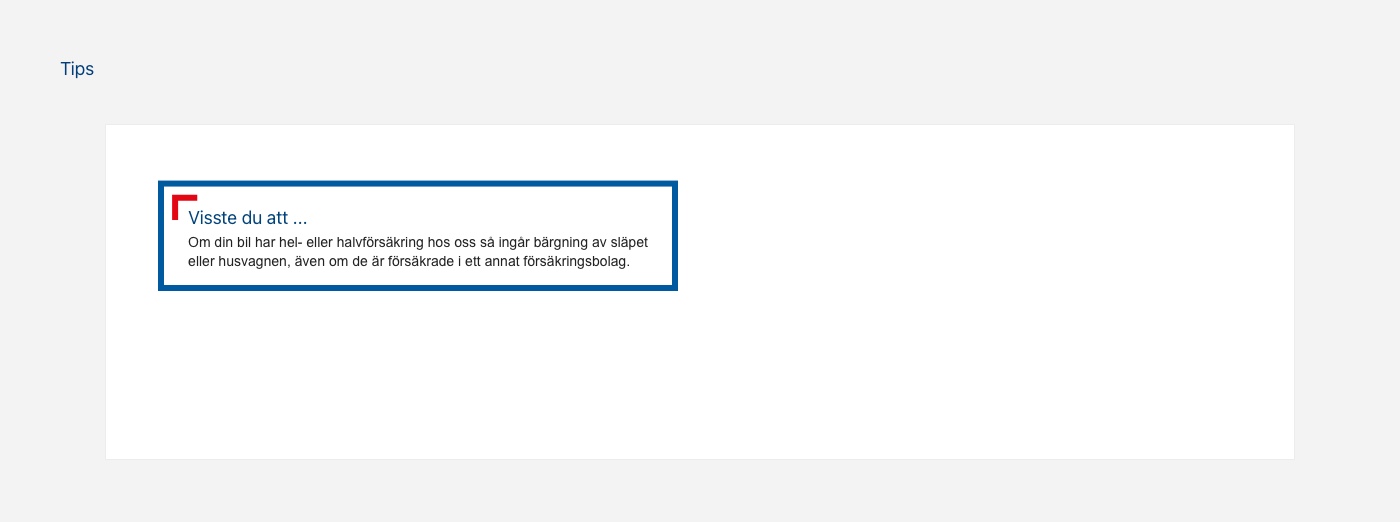 Tips
Visste du att ...
Om din bil har hel- eller halvförsäkring hos oss så ingår bärgning av släpet
eller husvagnen, även om de är försäkrade i ett annat försäkringsbolag.